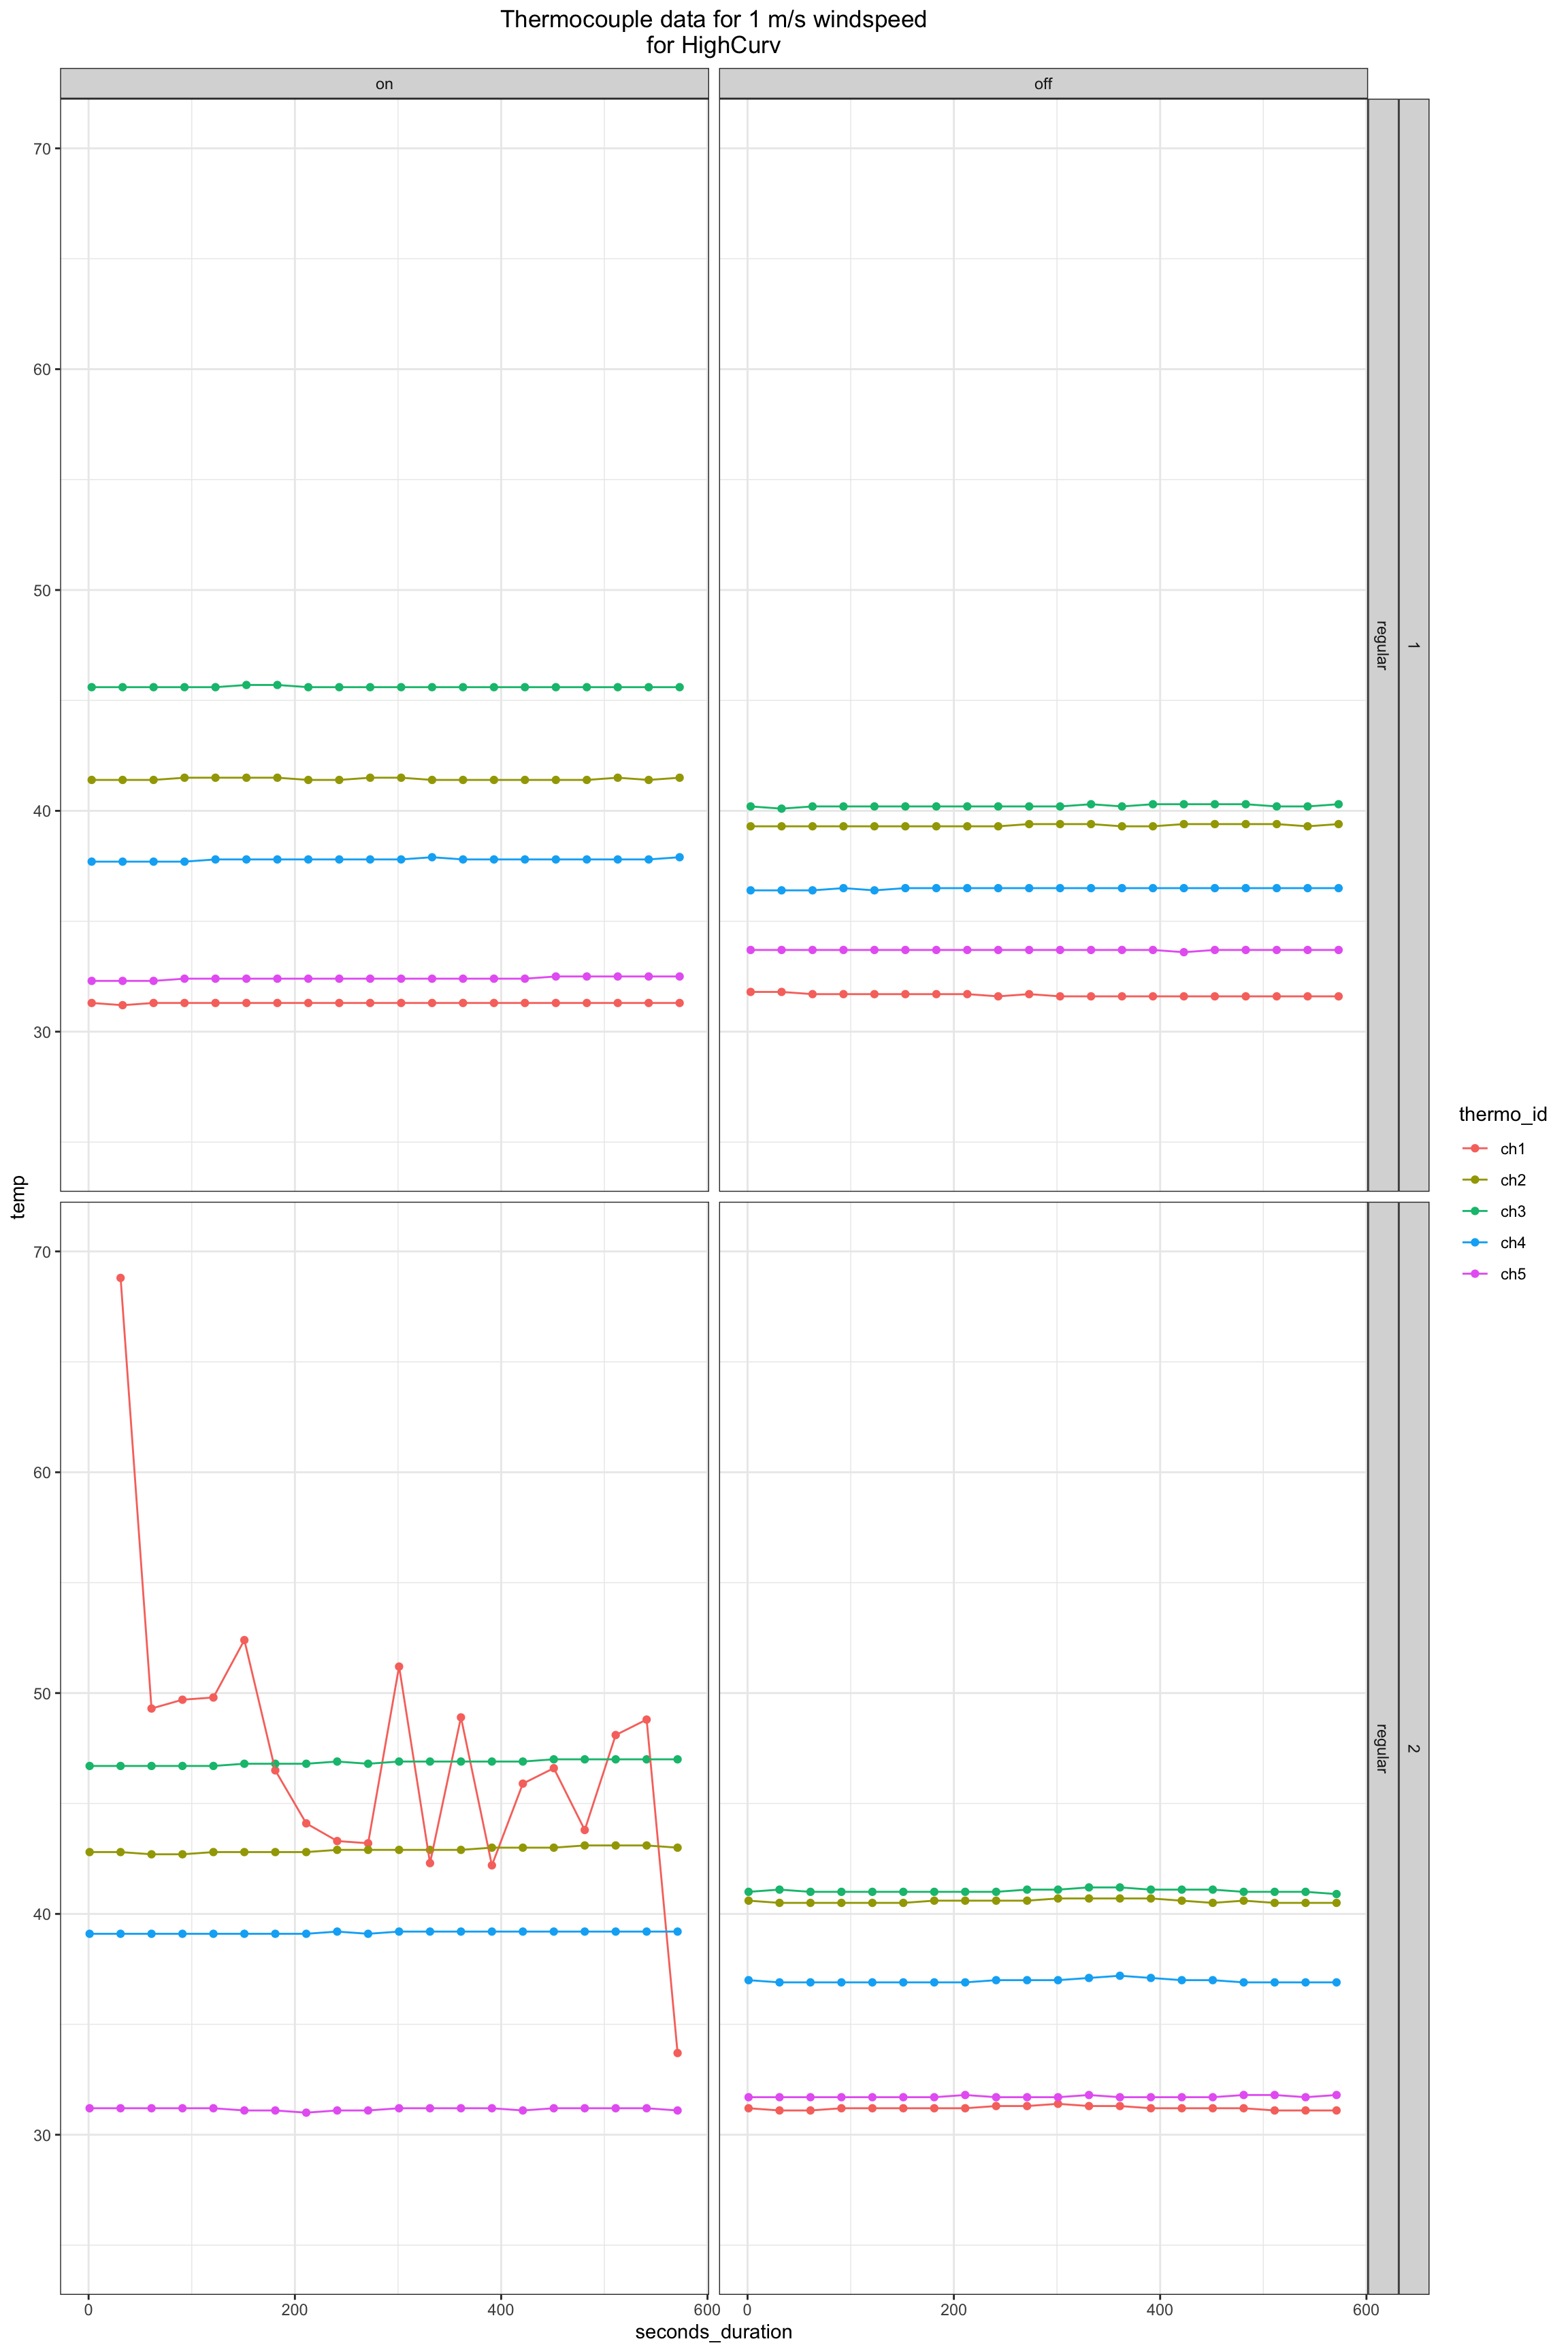 Thermocouple data for 1 m/s windspeed
for HighCurv
on
off
70
60
50
40
30
regular
1
temp
70
60
50
40
30
regular
2
0
200
400
600
0
200
400
600
seconds_duration
thermo_id
ch1
ch2
ch3
ch4
ch5